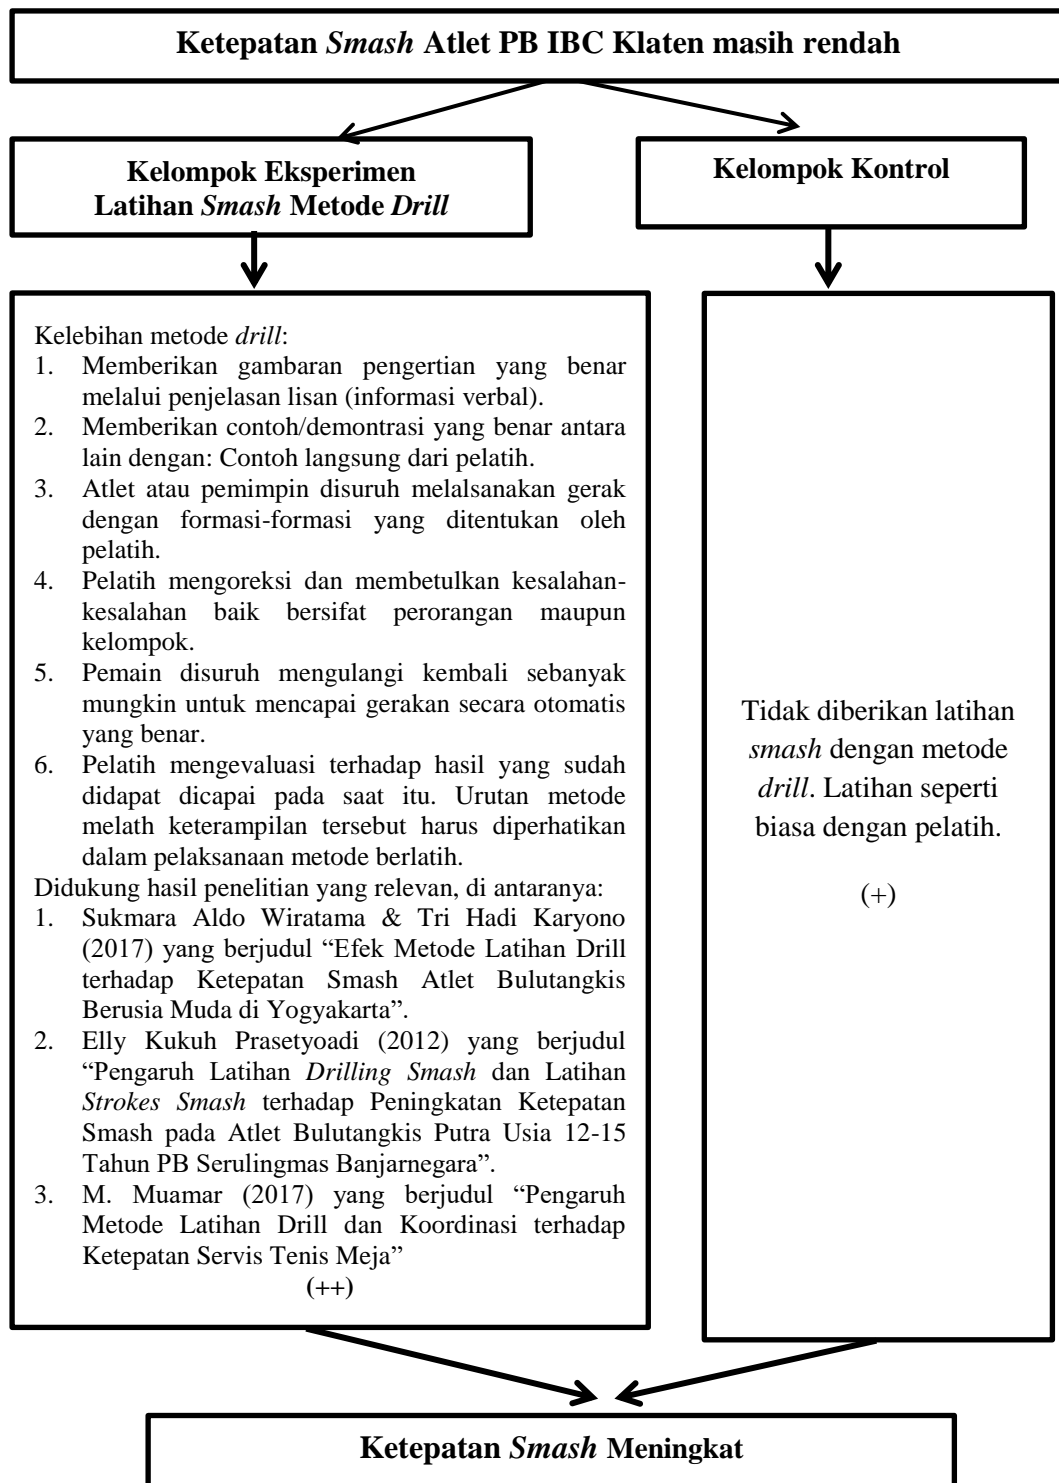 Ketepatan Smash Atlet PB IBC Klaten masih rendah
Kelompok Eksperimen
Latihan Smash Metode Drill
Kelompok Kontrol
Kelebihan metode drill:
1. Memberikan gambaran pengertian yang benar
melalui penjelasan lisan (informasi verbal).
2. Memberikan contoh/demontrasi yang benar antara
lain dengan: Contoh langsung dari pelatih.
3. Atlet atau pemimpin disuruh melalsanakan gerak
dengan formasi-formasi yang ditentukan oleh
pelatih.
4. Pelatih mengoreksi dan membetulkan kesalahan-
kesalahan baik bersifat perorangan maupun
kelompok.
5. Pemain disuruh mengulangi kembali sebanyak
mungkin untuk mencapai gerakan secara otomatis
yang benar.
6. Pelatih mengevaluasi terhadap hasil yang sudah
didapat dicapai pada saat itu. Urutan metode
melath keterampilan tersebut harus diperhatikan
dalam pelaksanaan metode berlatih.
Didukung hasil penelitian yang relevan, di antaranya:
1. Sukmara Aldo Wiratama & Tri Hadi Karyono
(2017) yang berjudul “Efek Metode Latihan Drill
terhadap Ketepatan Smash Atlet Bulutangkis
Berusia Muda di Yogyakarta”.
2. Elly Kukuh Prasetyoadi (2012) yang berjudul
“Pengaruh Latihan Drilling Smash dan Latihan
Strokes Smash terhadap Peningkatan Ketepatan
Smash pada Atlet Bulutangkis Putra Usia 12-15
Tahun PB Serulingmas Banjarnegara”.
3. M. Muamar (2017) yang berjudul “Pengaruh
Metode Latihan Drill dan Koordinasi terhadap
Ketepatan Servis Tenis Meja”
(++)
Tidak diberikan latihan
smash dengan metode
drill. Latihan seperti
biasa dengan pelatih.
(+)
Ketepatan Smash Meningkat